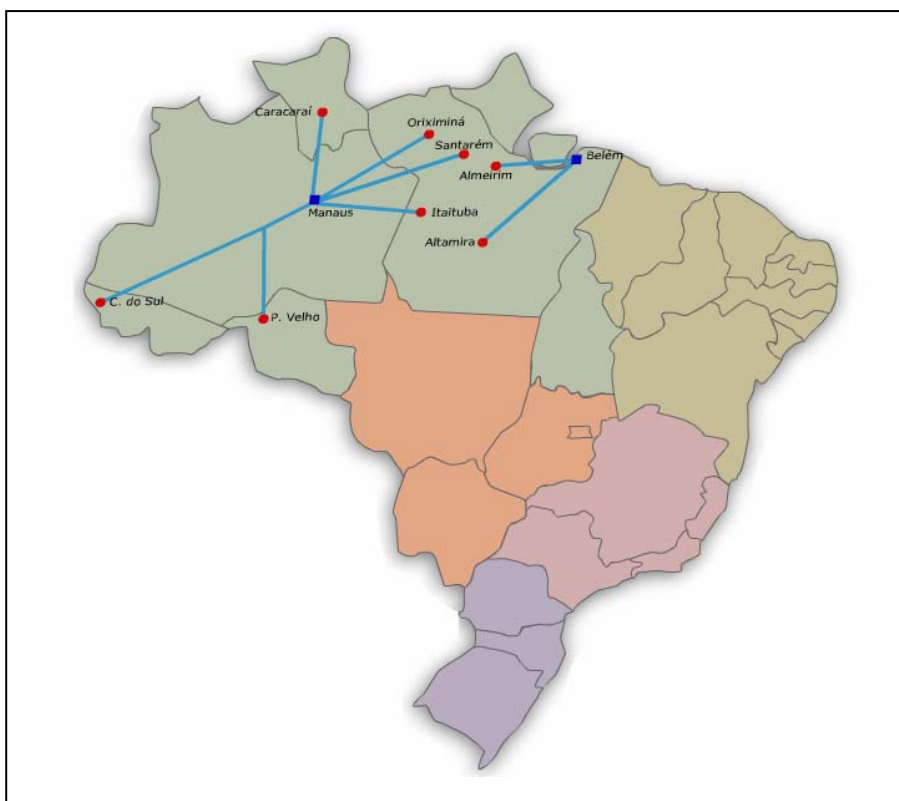 Caracaraí
Oriximiná
Santarém
Belém
Almeirim
Manaus
Itaituba
Altamira
C. do Sul
P. Velho